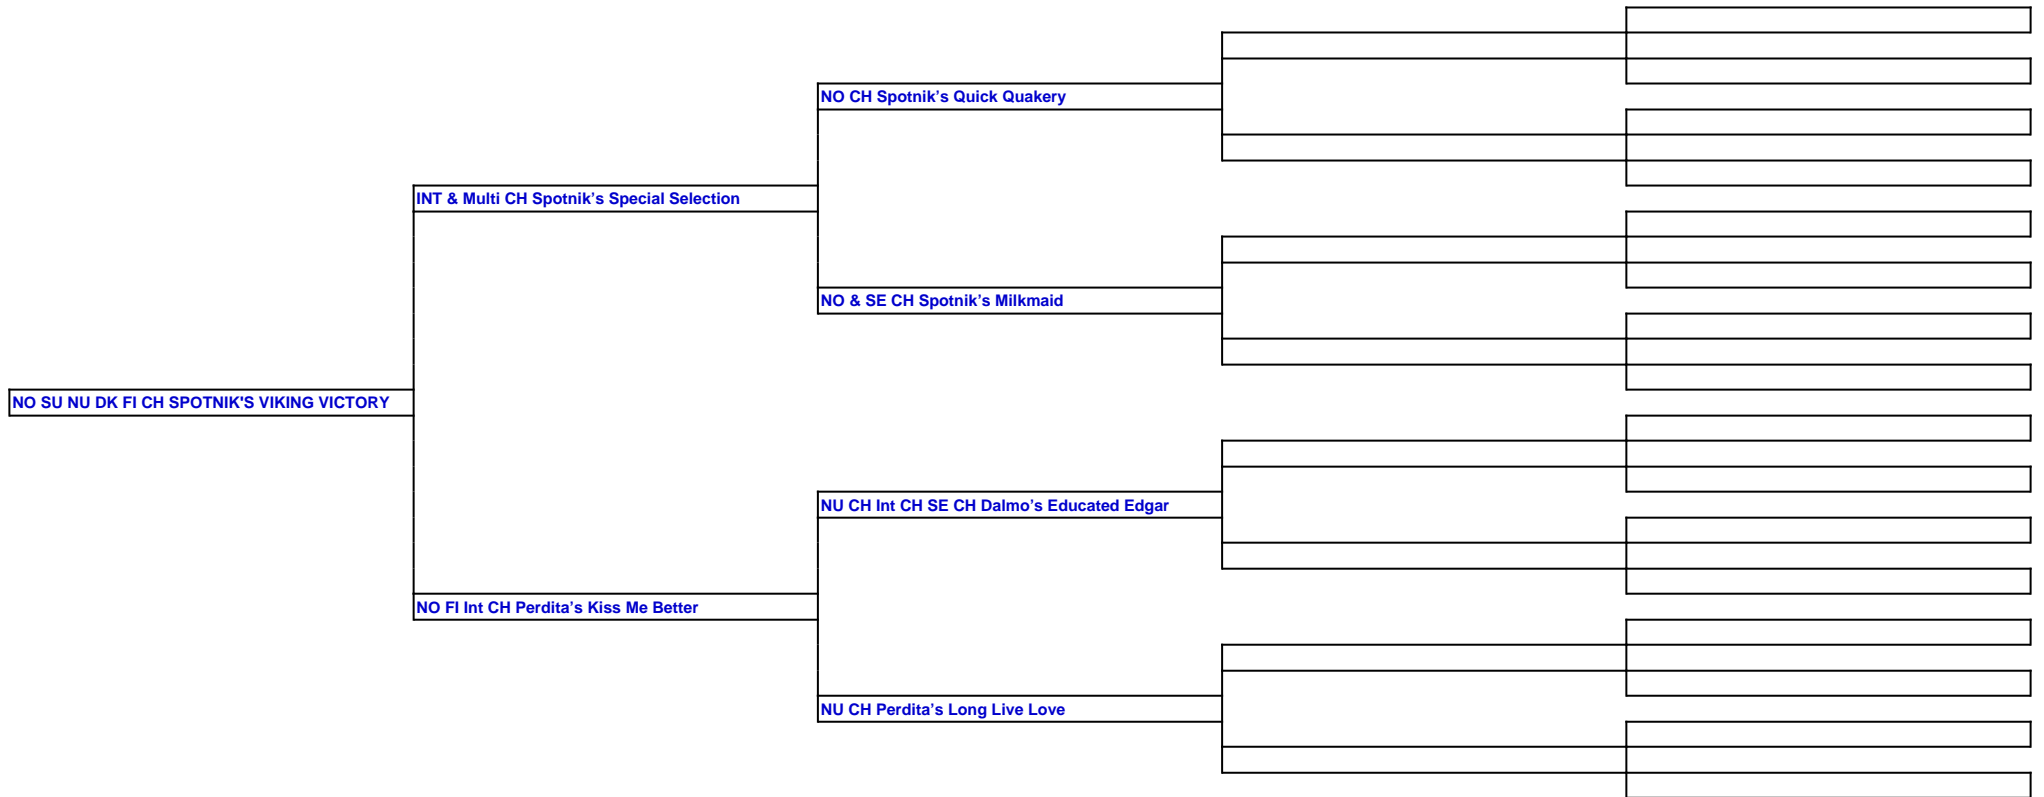 NO CH Spotnik’s Quick Quakery
INT & Multi CH Spotnik’s Special Selection
NO & SE CH Spotnik’s Milkmaid
NO SU NU DK FI CH SPOTNIK'S VIKING VICTORY
NU CH Int CH SE CH Dalmo’s Educated Edgar
NO FI Int CH Perdita’s Kiss Me Better
NU CH Perdita’s Long Live Love